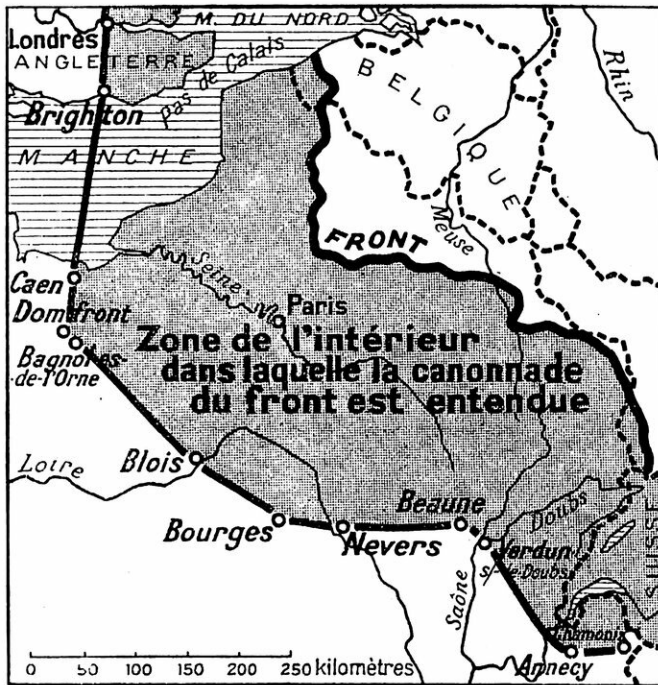 M. DU NORD
Londres
ANGLETERRE
Pas de Calais
Brighton
MANCHE
BELGIQUE
Rhin
Meuse
FRONT
Seine
Caen
Paris
Domfront
Bagnoles-
-de-l'Orne
Zone de l'intérieur
dans laquelle la canonnade
du front est entendue
Loire
Blois
Bourges
Nevers
Beaune
Doubs
Verdun
s/-le-Doubs
SUISSE
Saône
Chamonix
Annecy
0 50 100 150 200 250 kilomètres